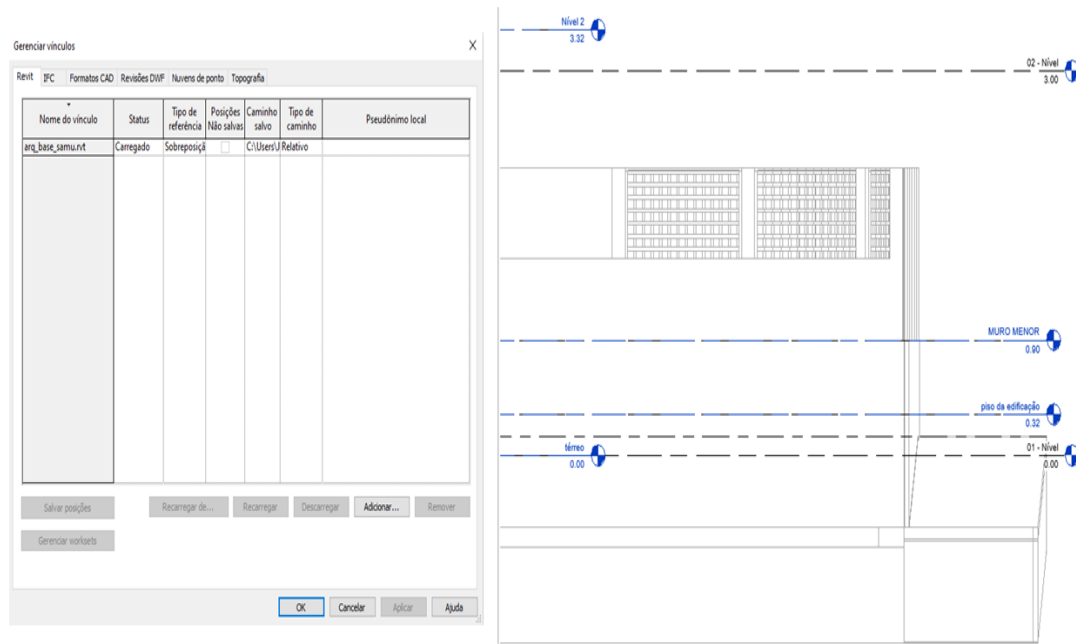 Gerenciar vínculos
Revit IFC Formatos CAD Revisões DWF Nuvens de ponto Topografia
Nome do vínculo Status Tipo de referência Posições Não salvas Caminho salvo Tipo de caminho Pseudônimo local
arq_base_samu.rvt Carregado Sobreposiçã C:\Users\J Relativo
Salvar posições Recarregar de... Recarregar Descarregar Adicionar... Remover
Gerenciar worksets
OK Cancelar Aplicar Ajuda
Nível 2
3.32
02 - Nível
3.00
MURO MENOR
0.90
piso da edificação
0.32
térreo
0.00
01 - Nível
0.00